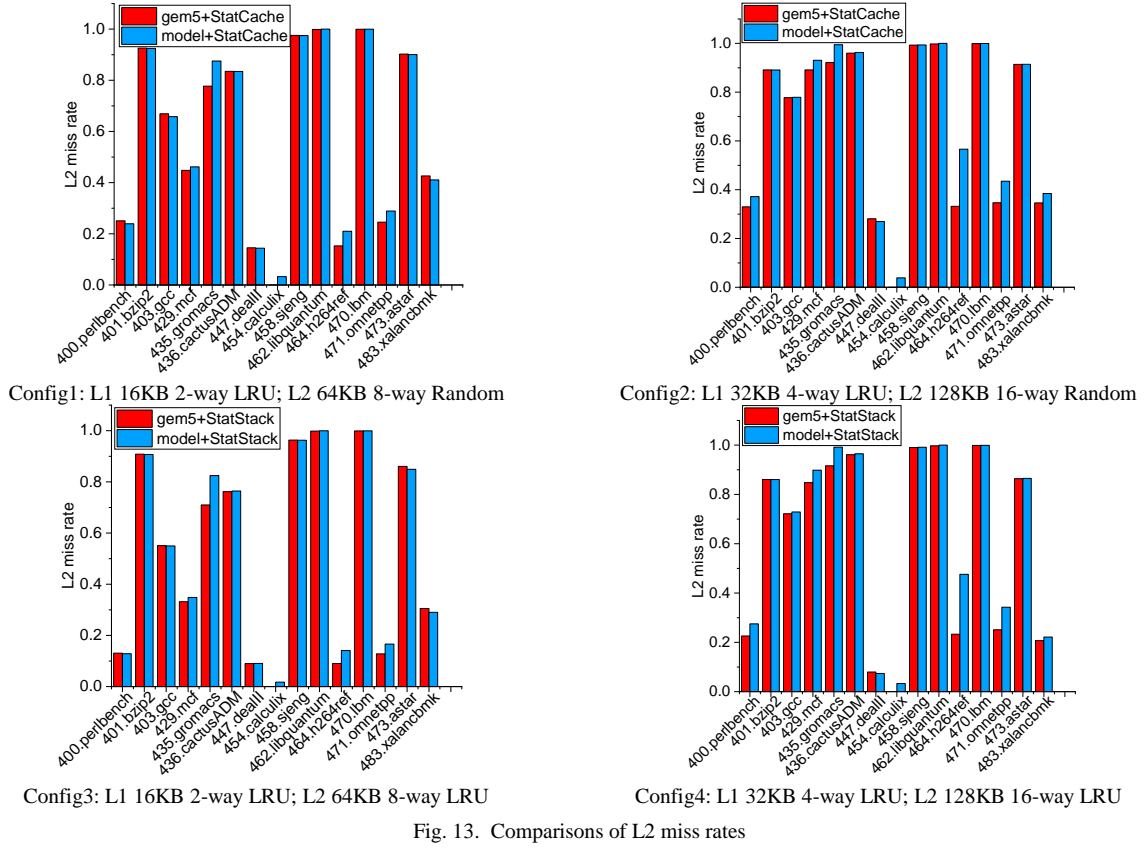 gem5+StatCache
model+StatCache
L2 miss rate
1.0
0.8
0.6
0.4
0.2
0.0
400.perlbench
401.bzip2
403.gcc
429.mcf
435.gromacs
436.cactusADM
447.dealII
454.calculix
458.sjeng
462.libquantum
464.h264ref
470.lbm
471.omnetpp
473.astar
483.xalancbmk
Config1: L1 16KB 2-way LRU; L2 64KB 8-way Random
gem5+StatCache
model+StatCache
L2 miss rate
1.0
0.8
0.6
0.4
0.2
0.0
400.perlbench
401.bzip2
403.gcc
429.mcf
435.gromacs
436.cactusADM
447.dealII
454.calculix
458.sjeng
462.libquantum
464.h264ref
470.lbm
471.omnetpp
473.astar
483.xalancbmk
Config2: L1 32KB 4-way LRU; L2 128KB 16-way Random
gem5+StatStack
model+StatStack
L2 miss rate
1.0
0.8
0.6
0.4
0.2
0.0
400.perlbench
401.bzip2
403.gcc
429.mcf
435.gromacs
436.cactusADM
447.dealII
454.calculix
458.sjeng
462.libquantum
464.h264ref
470.lbm
471.omnetpp
473.astar
483.xalancbmk
Config3: L1 16KB 2-way LRU; L2 64KB 8-way LRU
gem5+StatStack
model+StatStack
L2 miss rate
1.0
0.8
0.6
0.4
0.2
0.0
400.perlbench
401.bzip2
403.gcc
429.mcf
435.gromacs
436.cactusADM
447.dealII
454.calculix
458.sjeng
462.libquantum
464.h264ref
470.lbm
471.omnetpp
473.astar
483.xalancbmk
Config4: L1 32KB 4-way LRU; L2 128KB 16-way LRU
Fig. 13. Comparisons of L2 miss rates